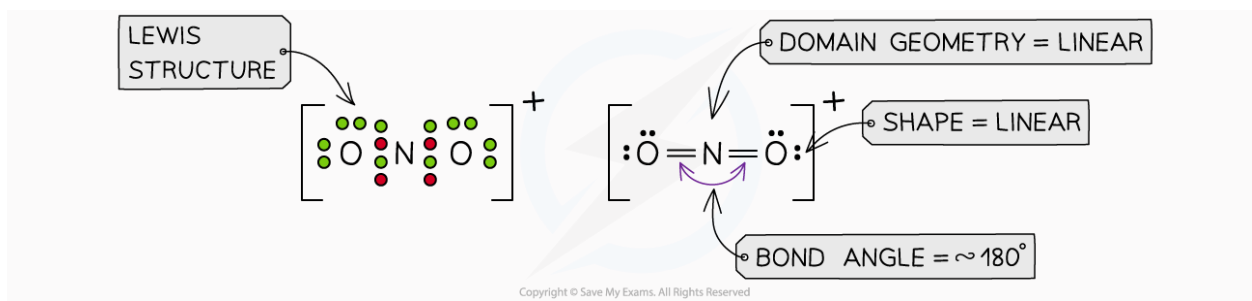 LEWIS
STRUCTURE
DOMAIN GEOMETRY = LINEAR
[O N O]+
[:Ö=N=Ö:]+
SHAPE = LINEAR
BOND ANGLE = ~180°
Copyright © Save My Exams. All Rights Reserved